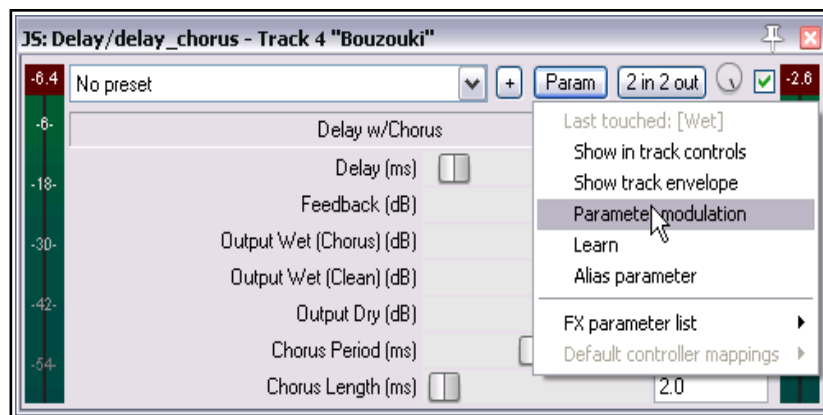 JS: Delay/delay_chorus - Track 4 "Bouzouki"
-6.4 No preset + Param 2 in 2 out -2.6
-6- Delay w/Chorus Last touched: [Wet]
Delay (ms) Show in track controls
-18- Show track envelope
Feedback (dB) Parameter modulation
-30- Output Wet (Chorus) (dB) Learn
Output Wet (Clean) (dB) Alias parameter
-42- Output Dry (dB) FX parameter list
-54- Chorus Period (ms) Default controller mappings
Chorus Length (ms) 2.0